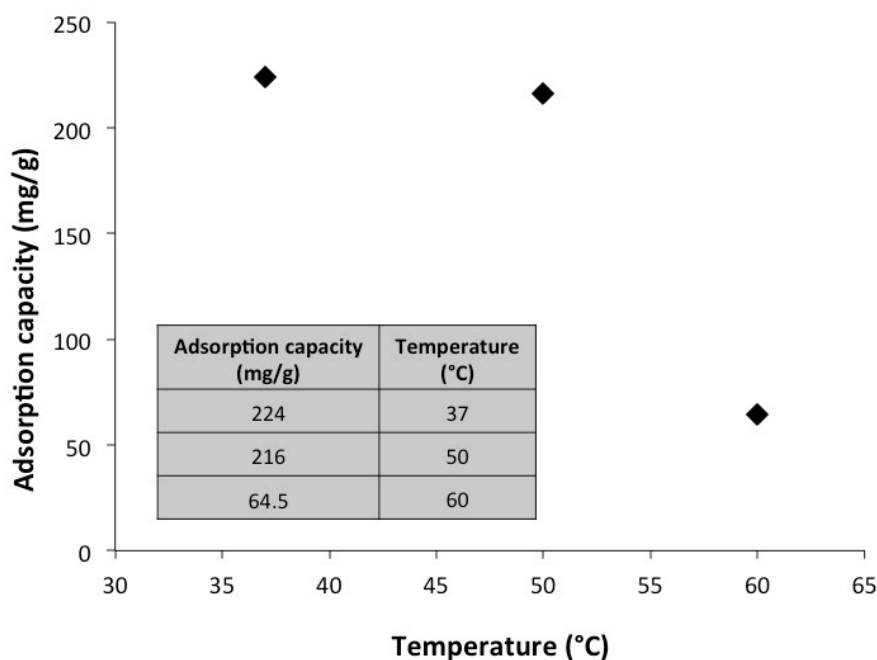 250
200
150
100
50
0
Adsorption capacity (mg/g)
Adsorption capacity Temperature
(mg/g) (°C)
224 37
216 50
64.5 60
30 35 40 45 50 55 60 65
Temperature (°C)